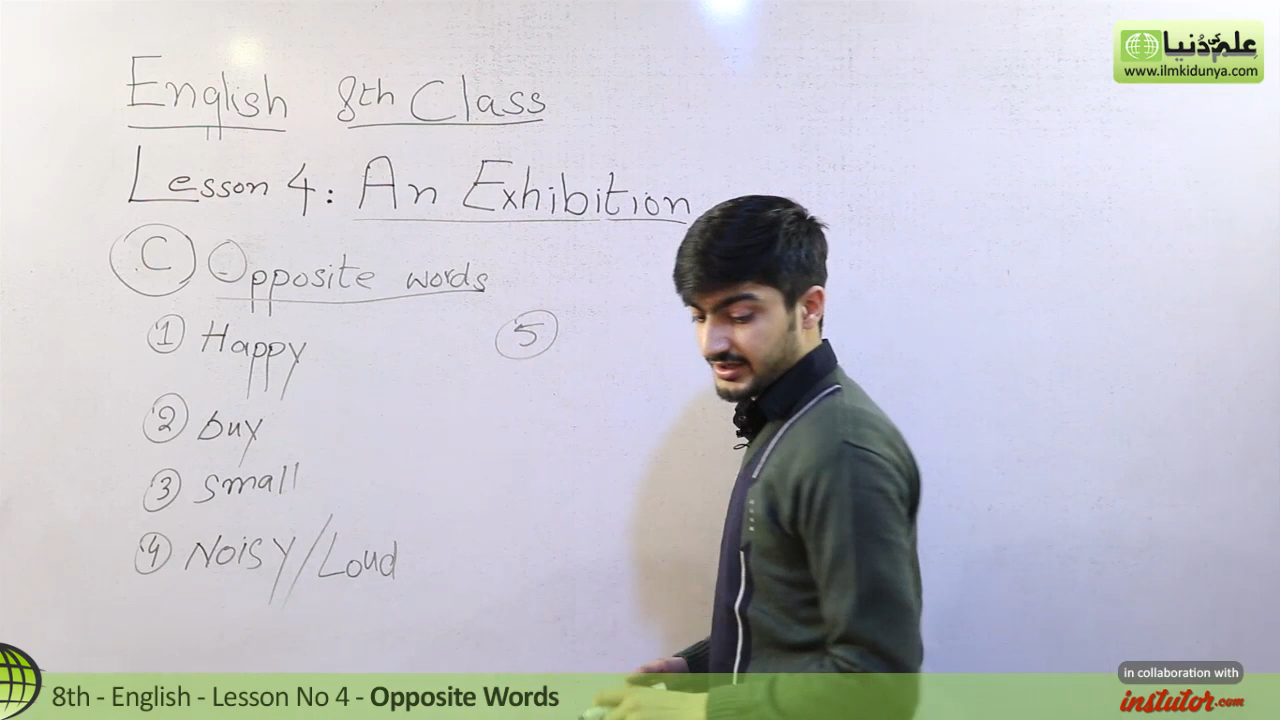 علم کی دُنیا
www.ilmkidunya.com
English 8th Class
Lesson 4: An Exhibition
C Opposite words
1 Happy
5
2 buy
3 small
4 Noisy/Loud
in collaboration with
instutor.com
8th - English - Lesson No 4 - Opposite Words